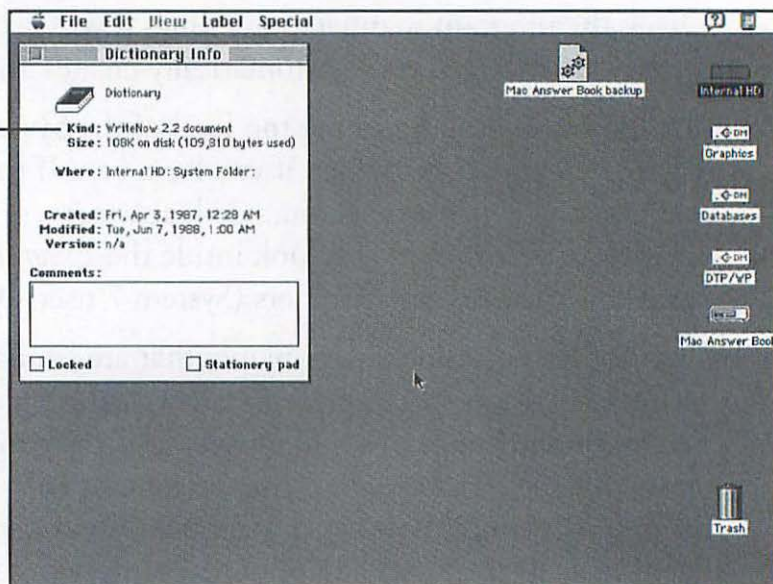 File Edit View Label Special
Dictionary Info
Dictionary
Kind: WriteNow 2.2 document
Size: 108K on disk (109,810 bytes used)
Where: Internal HD: System Folder:
Created: Fri, Apr 3, 1987, 12:28 AM
Modified: Tue, Jun 7, 1988, 1:00 AM
Version: n/a
Comments:
Locked
Stationery pad
Mac Answer Book backup
Internal HD
Graphics
Databases
DTP/WP
Mac Answer Book
Trash